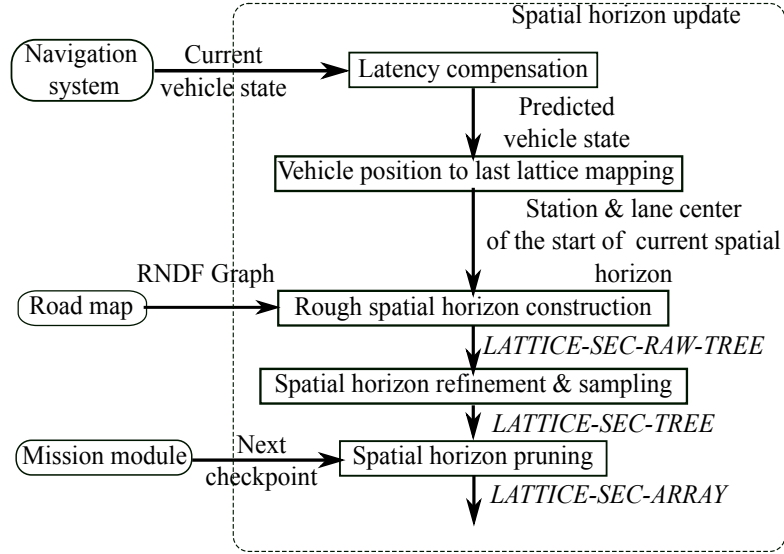 Spatial horizon update
Navigation
system
Current
vehicle state
Latency compensation
Predicted
vehicle state
Vehicle position to last lattice mapping
Station & lane center
of the start of current spatial
horizon
Road map
RNDF Graph
Rough spatial horizon construction
LATTICE-SEC-RAW-TREE
Spatial horizon refinement & sampling
LATTICE-SEC-TREE
Mission module
Next
checkpoint
Spatial horizon pruning
LATTICE-SEC-ARRAY